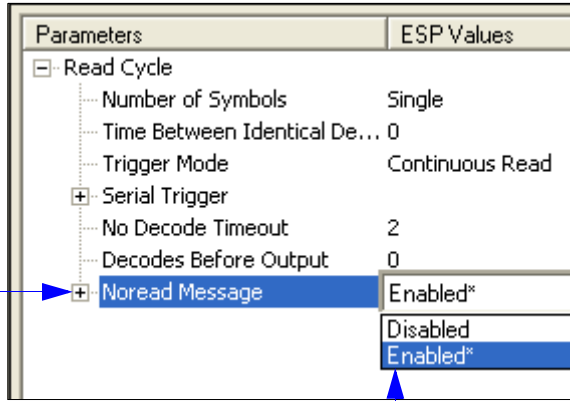 Parameters ESP Values
Read Cycle
Number of Symbols Single
Time Between Identical De... 0
Trigger Mode Continuous Read
Serial Trigger
No Decode Timeout 2
Decodes Before Output 0
Noread Message Enabled*
Disabled
Enabled*